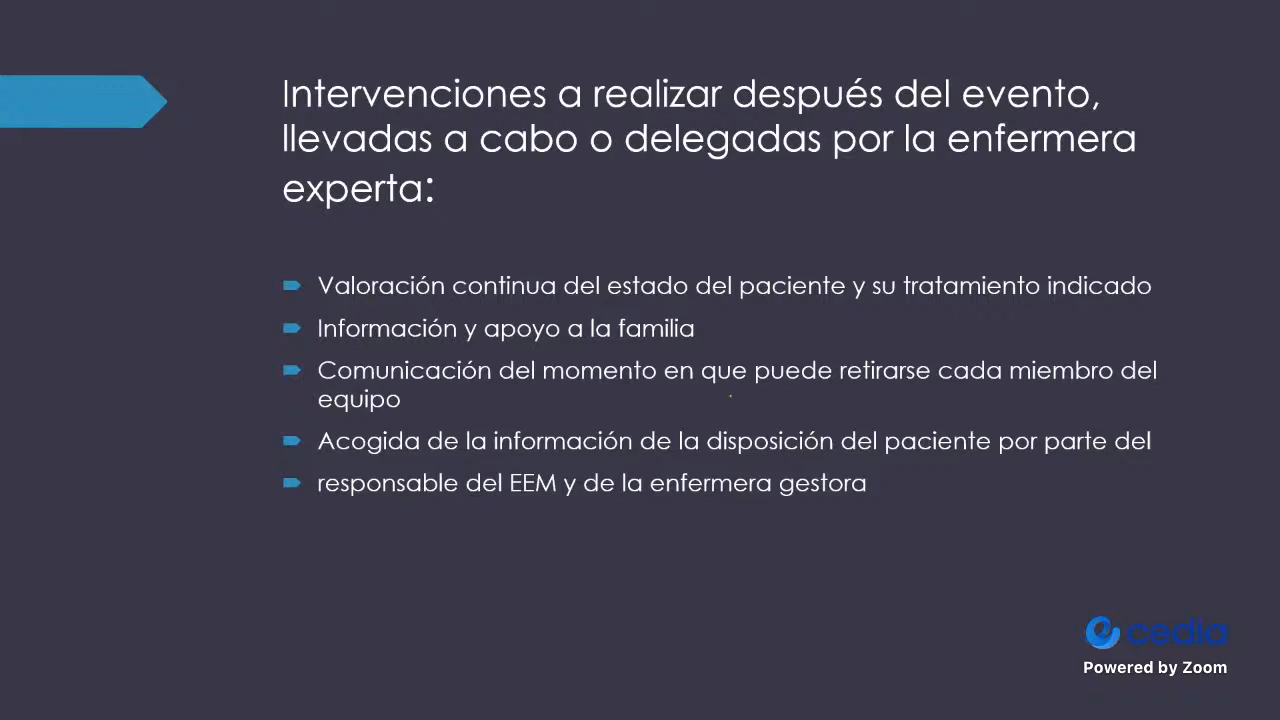 Intervenciones a realizar después del evento,
llevadas a cabo o delegadas por la enfermera
experta:
Valoración continua del estado del paciente y su tratamiento indicado
Información y apoyo a la familia
Comunicación del momento en que puede retirarse cada miembro del
equipo
Acogida de la información de la disposición del paciente por parte del
responsable del EEM y de la enfermera gestora
cedia
Powered by Zoom